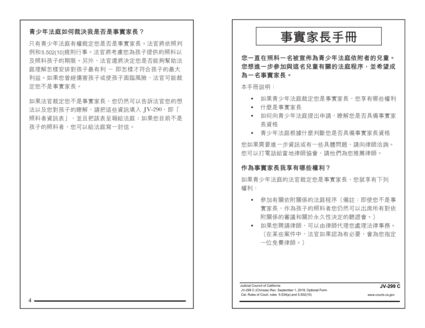 青少年法庭如何裁決我是否是事實家長？
只有青少年法庭有權裁定您是否是事實家長。法官將依照判
例和5.502(10)規則行事。法官將考慮您為孩子提供的照料以
及照料孩子的期限。另外，法官還將決定您是否能夠幫助法
庭理解怎樣安排對孩子最有利 － 即怎樣才符合孩子的最大
利益。如果您曾經傷害孩子或使孩子面臨風險，法官可能裁
定您不是事實家長。
如果法官裁定您不是事實家長，您仍然可以告訴法官您的想
法以及您對孩子的瞭解。請把這些資訊填入 JV-290，即「
照料者資訊表」，並且把該表呈報給法庭；如果您目前不是
孩子的照料者，您可以給法庭寫一封信。
4
事實家長手冊
您一直在照料一名被宣佈為青少年法庭依附者的兒童。
您想進一步參加與這名兒童有關的法庭程序，並希望成
為一名事實家長。
本手冊說明：
• 如果青少年法庭裁定您是事實家長，您享有哪些權利
• 什麼是事實家長
• 如何向青少年法庭提出申請，瞭解您是否具備事實家
長資格
• 青少年法庭根據什麼判斷您是否具備事實家長資格
您如果需要進一步資訊或有一些具體問題，請向律師洽詢。
您可以打電話給當地律師協會，請他們為您推薦律師。
作為事實家長我享有哪些權利？
如果青少年法庭的法官裁定您是事實家長，您就享有下列
權利：
• 參加有關依附關係的法庭程序（備註：即使您不是事
實家長，作為孩子的照料者您仍然可以出席所有對依
附關係的審議和關於永久性決定的聽證會。）
• 如果您聘請律師，可以由律師代理您處理法律事務。
（在某些案件中，法官如果認為有必要，會為您指定
一位免費律師。）
Judicial Council of California
JV-299 C (Chinese) Rev. September 1, 2018, Optional Form
Cal. Rules of Court, rules 5.534(a) and 5.502(10)
JV-299 C
www.courts.ca.gov